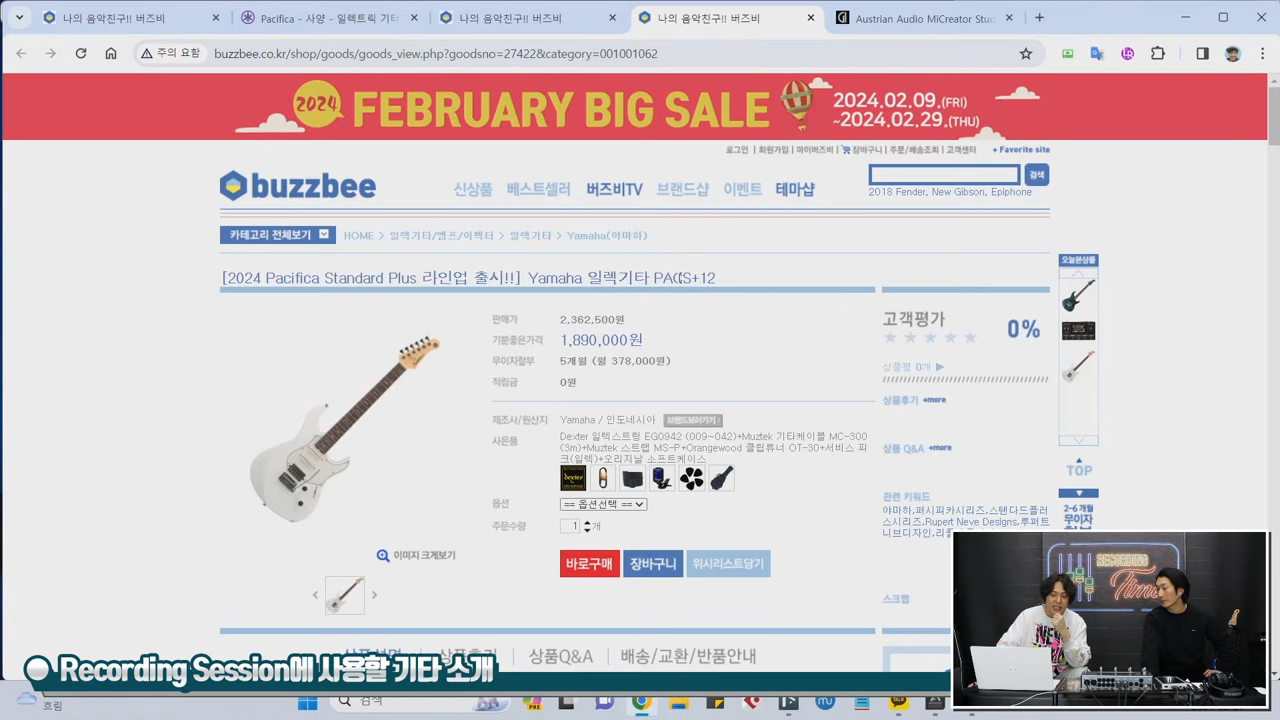 나의 음악친구!! 버즈비
Pacifica - 사양 - 일렉트릭 기타
나의 음악친구!! 버즈비
나의 음악친구!! 버즈비
Austrian Audio MiCreator Stud
주의 요함
buzzbee.co.kr/shop/goods/goods_view.php?goodsno=27422&category=001001062
2024 FEBRUARY BIG SALE
2024.02.09.(FRI)
~2024.02.29.(THU)
로그인 | 회원가입 | 마이버즈비 | 장바구니 | 주문/배송조회 | 고객센터
+ Favorite site
buzzbee
신상품 베스트셀러 버즈비TV 브랜드샵 이벤트 테마샵
검색
2018 Fender, New Gibson, Epiphone
카테고리 전체보기
HOME > 일렉기타/앰프/이펙터 > 일렉기타 > Yamaha(야마하)
오늘본상품
[2024 Pacifica Standard Plus 라인업 출시!!] Yamaha 일렉기타 PACS+12
판매가 2,362,500원
기분좋은가격 1,890,000원
무이자할부 5개월 (월 378,000원)
적립금 0원
제조사/원산지 Yamaha / 인도네시아 브랜드보러가기
사은품 Dexter 일렉스트링 EG0942 (009~042)+Muztek 기타케이블 MC-300
(3m)+Muztek 스트랩 MS-P+Orangewood 클립튜너 OT-30+서비스 피
크(일렉)+오리지날 소프트케이스
dexter
옵션 == 옵션선택 ==
주문수량 1 개
바로구매 장바구니 위시리스트담기
이미지 크게보기
고객평가 0%
상품평 0개
상품후기 +more
상품 Q&A +more
관련 키워드
야마하,퍼시피카시리즈,스탠다드플러
스시리즈,Rupert Neve Designs,루퍼트
스크랩
TOP
2~6 개월
무이자
상품후기 상품Q&A 배송/교환/반품안내
RECORDING
Time
Recording Session에 사용할 기타 소개
흐림
검색